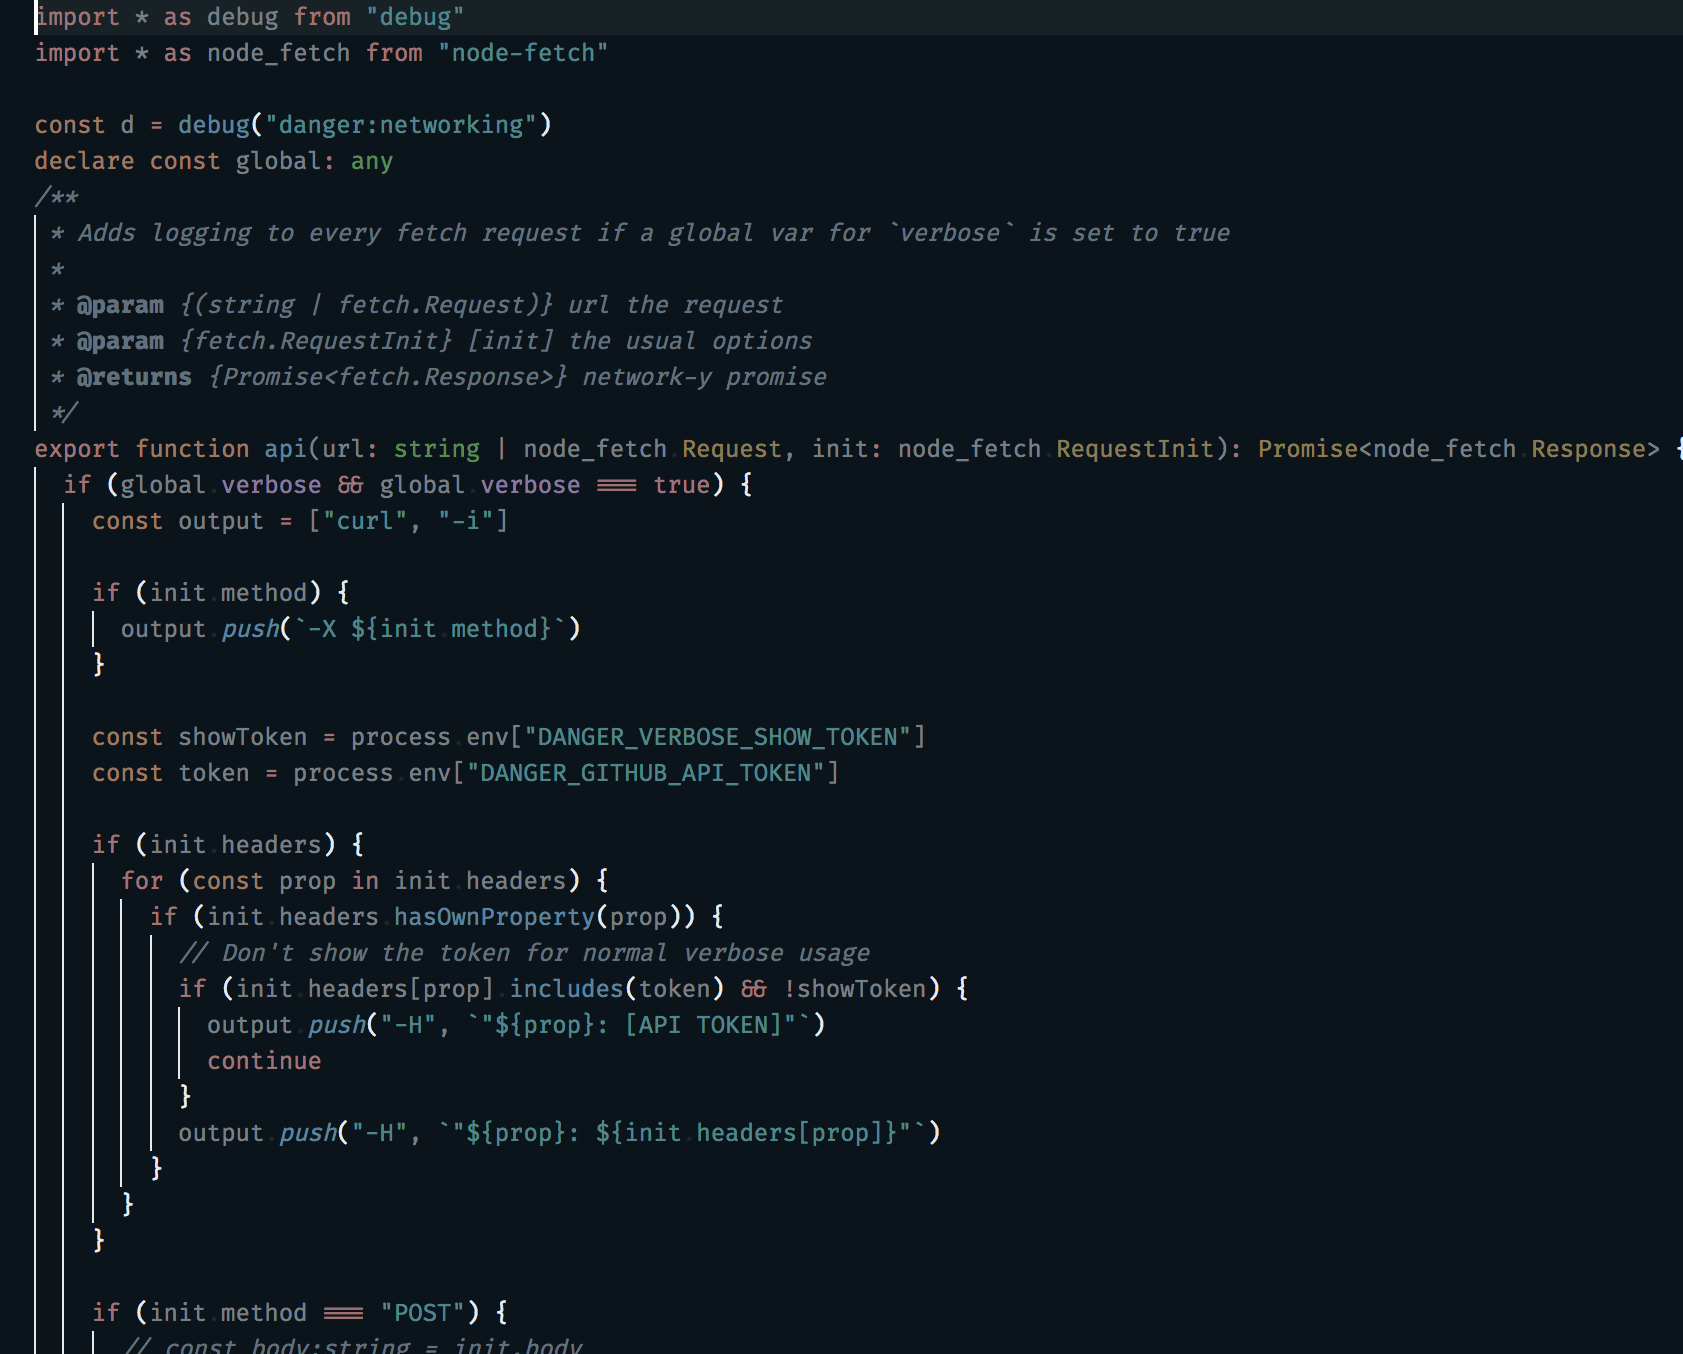 import * as debug from "debug"
import * as node_fetch from "node-fetch"

const d = debug("danger:networking")
declare const global: any
/**
 * Adds logging to every fetch request if a global var for `verbose` is set to true
 *
 * @param {(string | fetch.Request)} url the request
 * @param {fetch.RequestInit} [init] the usual options
 * @returns {Promise<fetch.Response>} network-y promise
 */
export function api(url: string | node_fetch.Request, init: node_fetch.RequestInit): Promise<node_fetch.Response> {
  if (global.verbose && global.verbose === true) {
    const output = ["curl", "-i"]

    if (init.method) {
      output.push(`-X ${init.method}`)
    }

    const showToken = process.env["DANGER_VERBOSE_SHOW_TOKEN"]
    const token = process.env["DANGER_GITHUB_API_TOKEN"]

    if (init.headers) {
      for (const prop in init.headers) {
        if (init.headers.hasOwnProperty(prop)) {
          // Don't show the token for normal verbose usage
          if (init.headers[prop].includes(token) && !showToken) {
            output.push("-H", `"${prop}: [API TOKEN]"`)
            continue
          }
          output.push("-H", `"${prop}: ${init.headers[prop]}"`)
        }
      }
    }

    if (init.method === "POST") {
      // const body:string = init.body